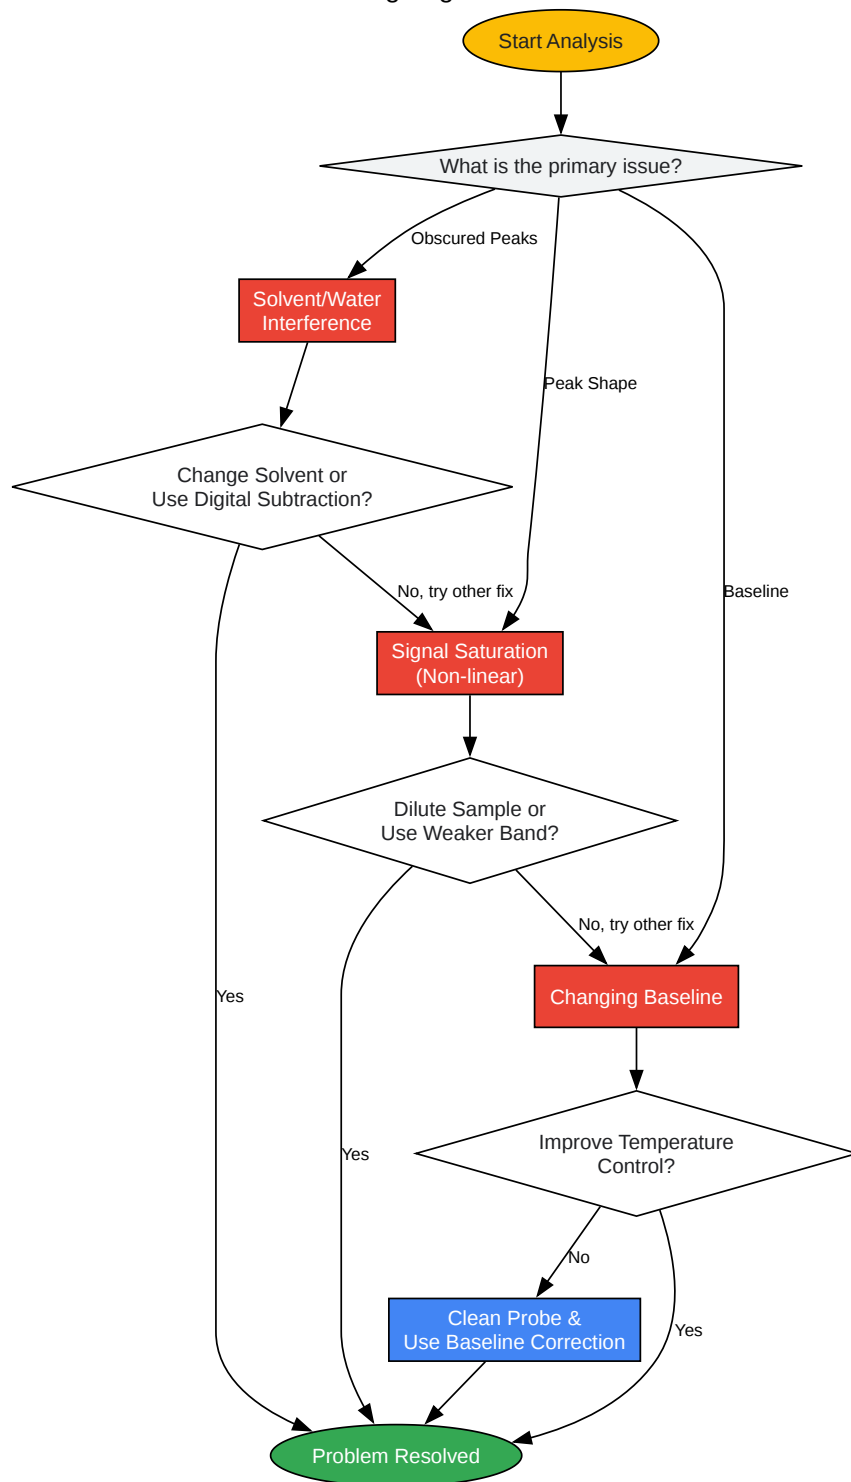 Start Analysis
What is the primary issue?
Obscured Peaks
Solvent/Water
Interference
Peak Shape
Change Solvent or
Use Digital Subtraction?
No, try other fix
Baseline
Signal Saturation
(Non-linear)
Dilute Sample or
Use Weaker Band?
No, try other fix
Changing Baseline
Yes
Yes
Improve Temperature
Control?
No
Clean Probe &
Use Baseline Correction
Yes
Problem Resolved